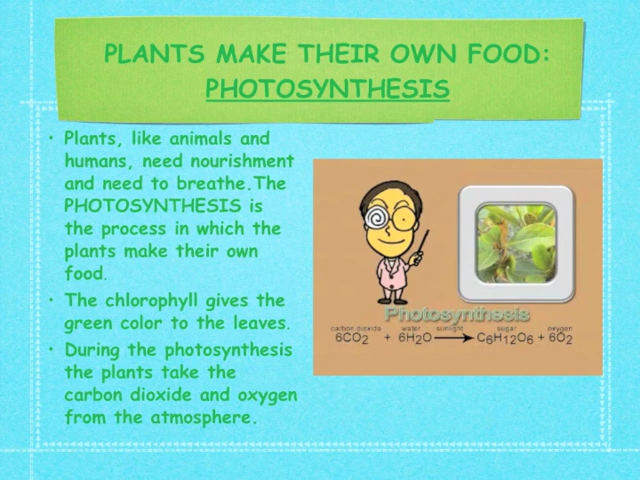 PLANTS MAKE THEIR OWN FOOD:
PHOTOSYNTHESIS
• Plants, like animals and
humans, need nourishment
and need to breathe.The
PHOTOSYNTHESIS is
the process in which the
plants make their own
food.
• The chlorophyll gives the
green color to the leaves.
• During the photosynthesis
the plants take the
carbon dioxide and oxygen
from the atmosphere.
Photosynthesis
carbon dioxide water sunlight sugar oxygen
6CO2 + 6H2O → C6H12O6 + 6O2